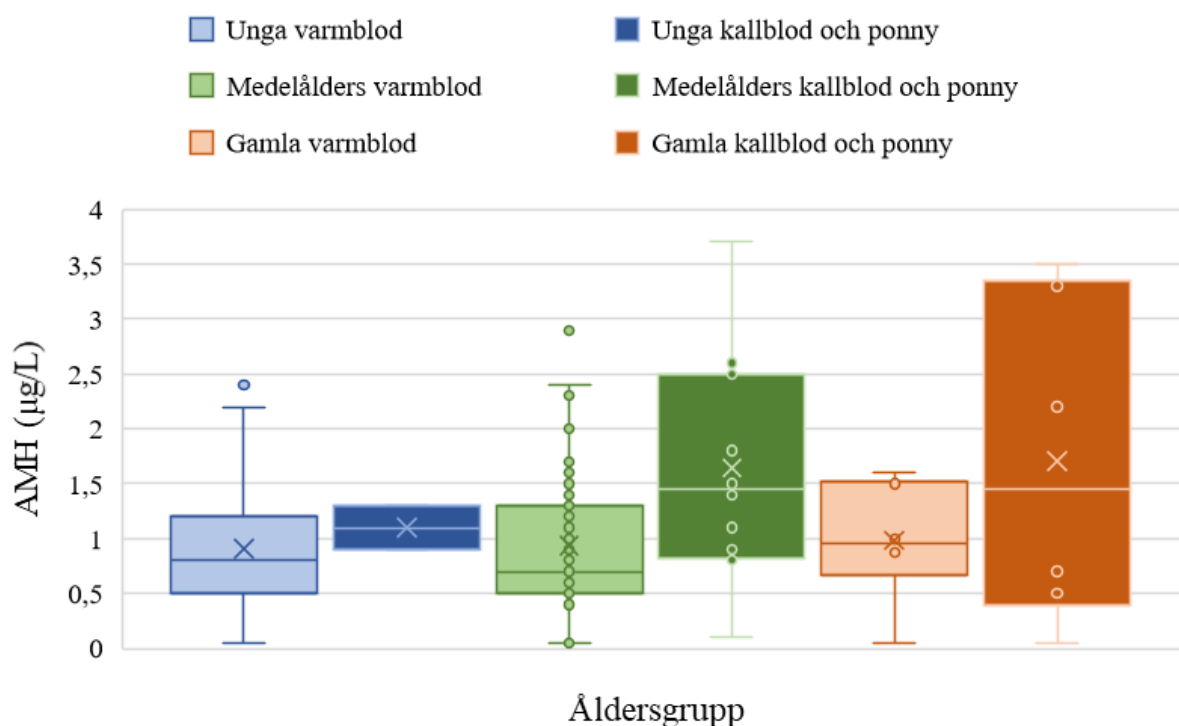 Unga varmblod
Unga kallblod och ponny
Medelålders varmblod
Medelålders kallblod och ponny
Gamla varmblod
Gamla kallblod och ponny
4
3,5
3
2,5
2
1,5
1
0,5
0
AMH (µg/L)
Åldersgrupp